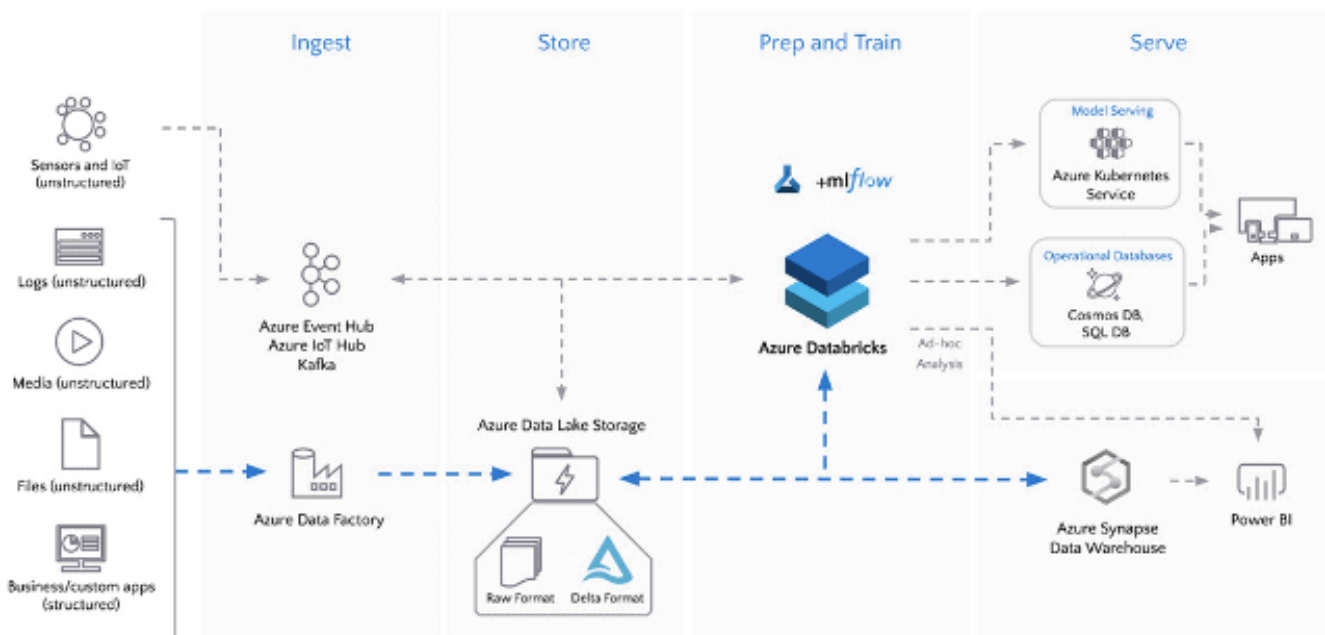 Ingest
Store
Prep and Train
Serve
Sensors and IoT
(unstructured)
Logs (unstructured)
Media (unstructured)
Files (unstructured)
Business/custom apps
(structured)
Azure Event Hub
Azure IoT Hub
Kafka
Azure Data Factory
Azure Data Lake Storage
Raw Format
Delta Format
+mlflow
Azure Databricks
Ad-hoc
Analysis
Model Serving
Azure Kubernetes
Service
Operational Databases
Cosmos DB,
SQL DB
Apps
Azure Synapse
Data Warehouse
Power BI